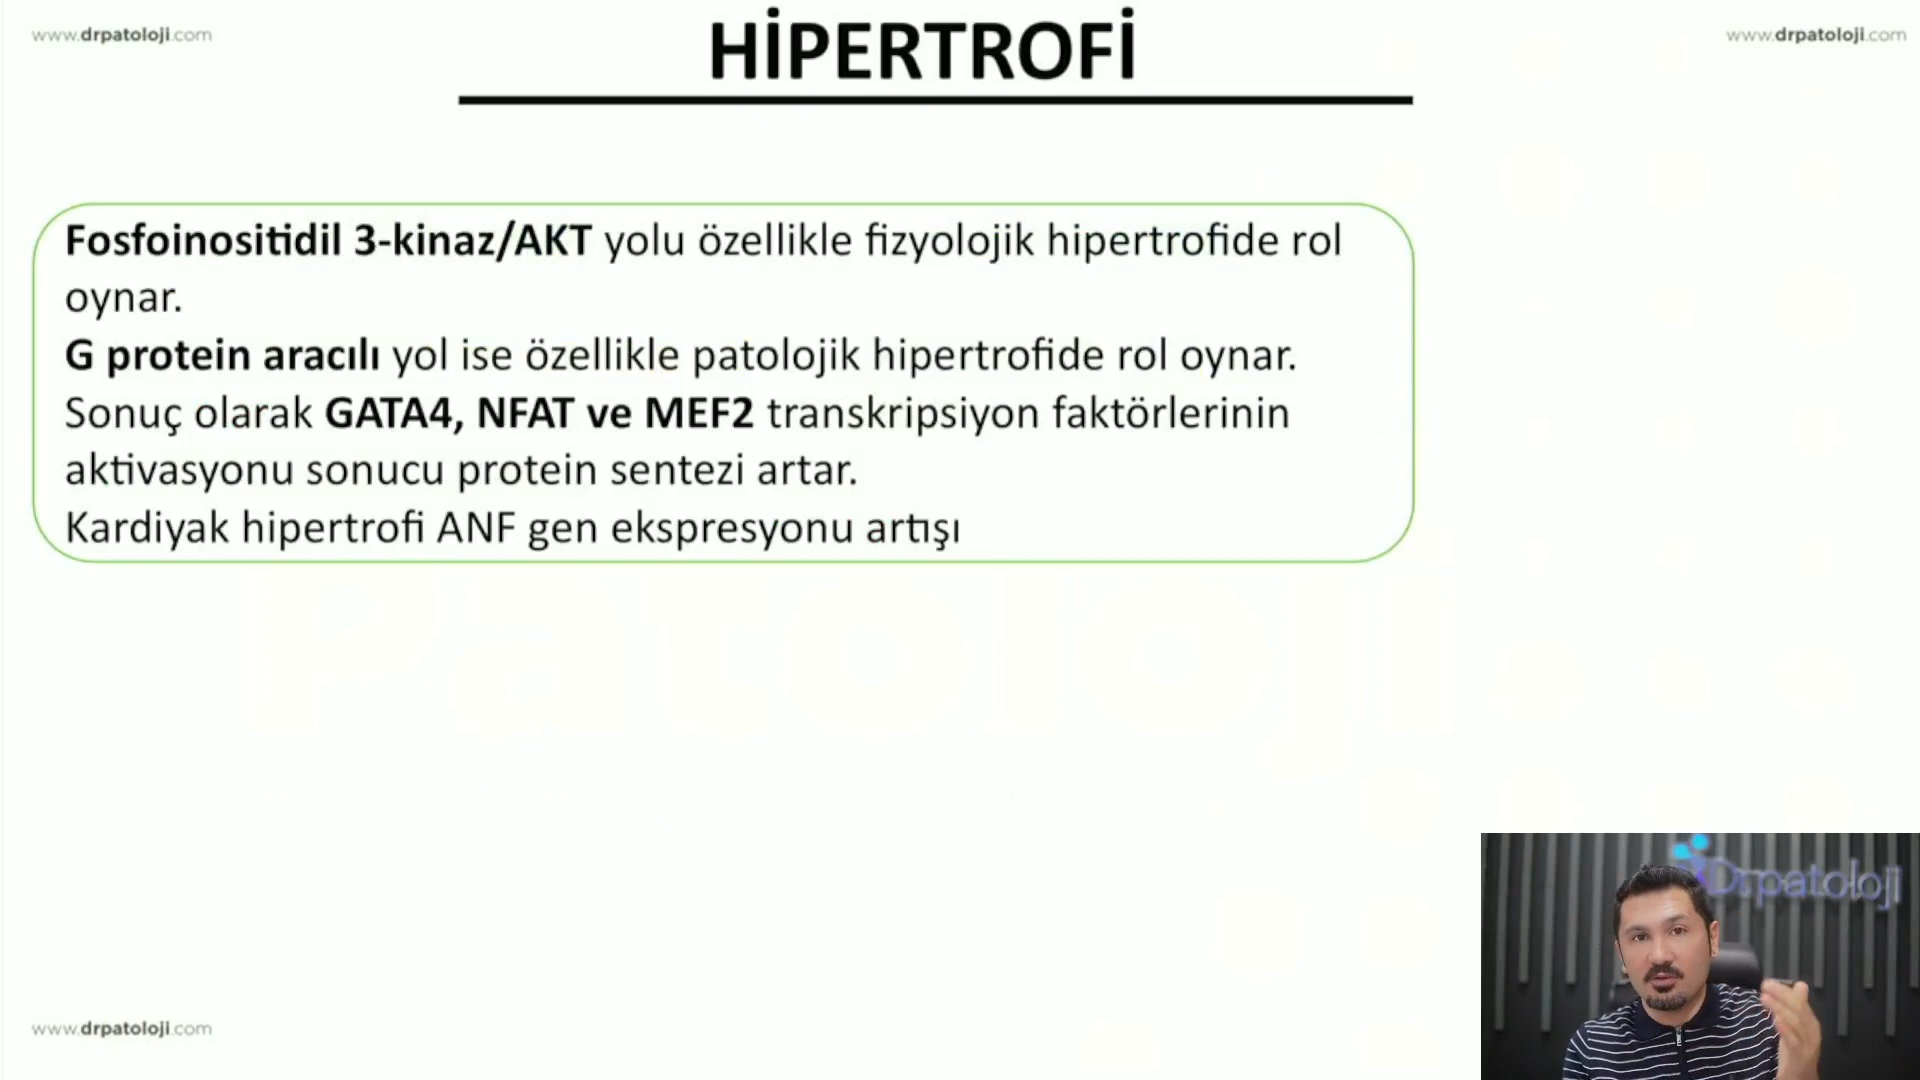 www.drpatoloji.com
HİPERTROFİ
www.drpatoloji.com
Fosfoinositidil 3-kinaz/AKT yolu özellikle fizyolojik hipertrofide rol
oynar.
G protein aracılı yol ise özellikle patolojik hipertrofide rol oynar.
Sonuç olarak GATA4, NFAT ve MEF2 transkripsiyon faktörlerinin
aktivasyonu sonucu protein sentezi artar.
Kardiyak hipertrofi ANF gen ekspresyonu artışı
Drpatoloji
www.drpatoloji.com